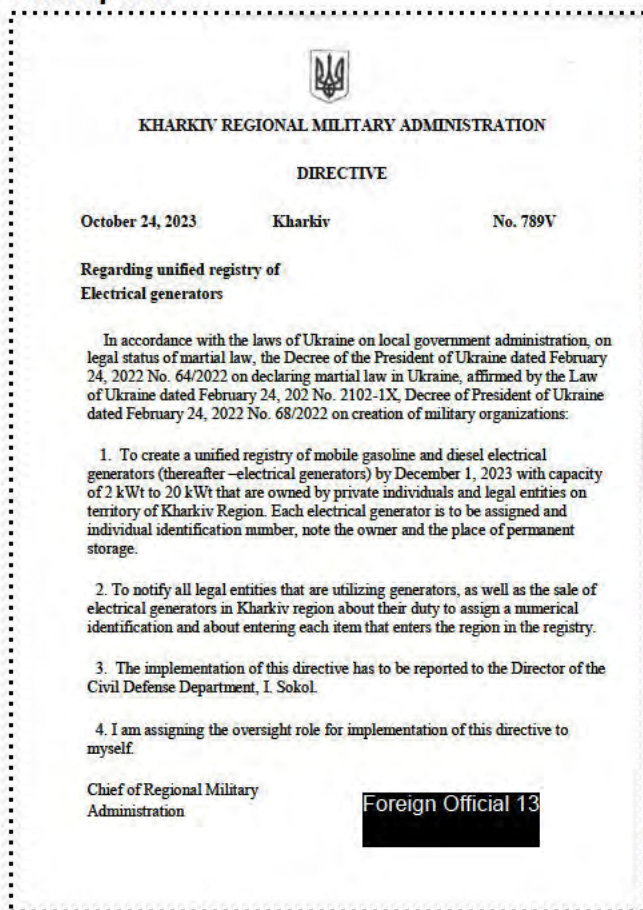 KHARKIV REGIONAL MILITARY ADMINISTRATION
DIRECTIVE
October 24, 2023 Kharkiv No. 789V
Regarding unified registry of
Electrical generators
In accordance with the laws of Ukraine on local government administration, on
legal status of martial law, the Decree of the President of Ukraine dated February
24, 2022 No. 64/2022 on declaring martial law in Ukraine, affirmed by the Law
of Ukraine dated February 24, 202 No. 2102-1X, Decree of President of Ukraine
dated February 24, 2022 No. 68/2022 on creation of military organizations:
1. To create a unified registry of mobile gasoline and diesel electrical
generators (thereafter –electrical generators) by December 1, 2023 with capacity
of 2 kWt to 20 kWt that are owned by private individuals and legal entities on
territory of Kharkiv Region. Each electrical generator is to be assigned and
individual identification number, note the owner and the place of permanent
storage.
2. To notify all legal entities that are utilizing generators, as well as the sale of
electrical generators in Kharkiv region about their duty to assign a numerical
identification and about entering each item that enters the region in the registry.
3. The implementation of this directive has to be reported to the Director of the
Civil Defense Department, I. Sokol.
4. I am assigning the oversight role for implementation of this directive to
myself.
Chief of Regional Military
Administration
Foreign Official 13